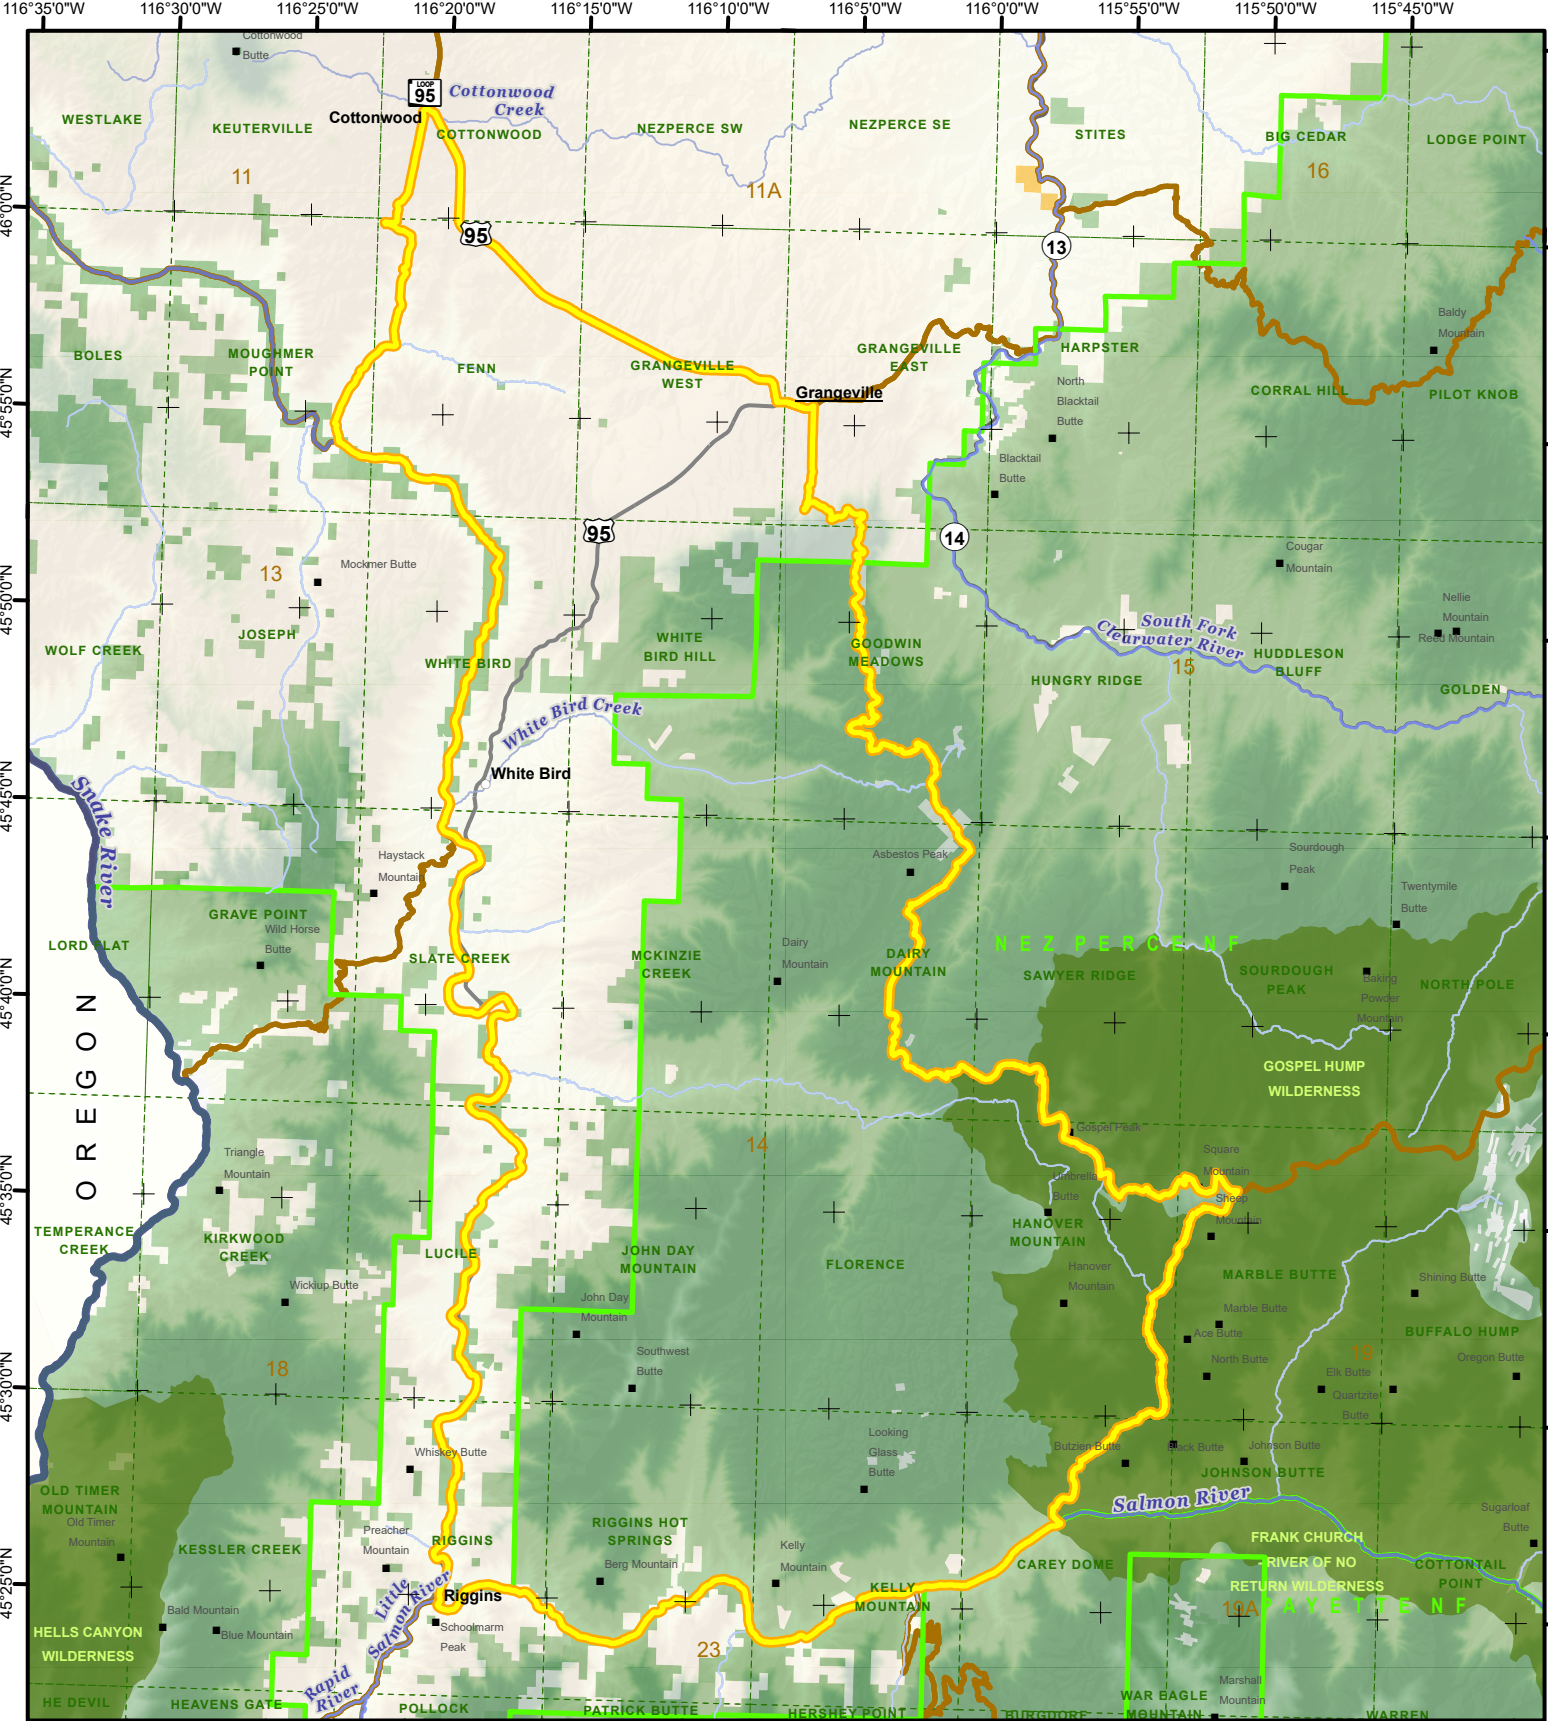 116°35'0"W 116°30'0"W 116°25'0"W 116°20'0"W 116°15'0"W 116°10'0"W 116°5'0"W 116°0'0"W 115°55'0"W 115°50'0"W 115°45'0"W
Cottonwood
Butte
LOOP
95
Cottonwood
Creek
Cottonwood
WESTLAKE
KEUTERVILLE
COTTONWOOD
NEZPERCE SW
NEZPERCE SE
STITES
BIG CEDAR
LODGE POINT
11
11A
16
46°0'0"N
95
13
Baldy
Mountain
BOLES
MOUGHMER
POINT
FENN
GRANGEVILLE
WEST
GRANGEVILLE
EAST
HARPSTER
CORRAL HILL
PILOT KNOB
Grangeville
North
Blacktail
Butte
45°55'0"N
Blacktail
Butte
95
14
Cougar
Mountain
Mockmer Butte
13
Nellie
Mountain
Reed Mountain
45°50'0"N
South Fork
Clearwater River
WOLF CREEK
JOSEPH
WHITE BIRD
WHITE
BIRD HILL
GOODWIN
MEADOWS
HUNGRY RIDGE
15
HUDDLESON
BLUFF
GOLDEN
White Bird Creek
White Bird
45°45'0"N
Snake River
Haystack
Mountain
Asbestos Peak
Sourdough
Peak
Twentymile
Butte
GRAVE POINT
Wild Horse
Butte
LORD FLAT
SLATE CREEK
MCKINZIE
CREEK
Dairy
Mountain
DAIRY
MOUNTAIN
NEZ PERCE NF
SAWYER RIDGE
SOURDOUGH
PEAK
Baking
Powder
Mountain
NORTH POLE
45°40'0"N
OREGON
GOSPEL HUMP
WILDERNESS
14
Gospel Peak
Triangle
Mountain
Umbrella
Butte
Square
Mountain
Sheep
Mountain
45°35'0"N
TEMPERANCE
CREEK
KIRKWOOD
CREEK
LUCILE
JOHN DAY
MOUNTAIN
FLORENCE
HANOVER
MOUNTAIN
Hanover
Mountain
MARBLE BUTTE
Shining Butte
Wickiup Butte
John Day
Mountain
Marble Butte
Ace Butte
BUFFALO HUMP
18
Southwest
Butte
North Butte
19
Elk Butte
Quartzite
Butte
Oregon Butte
45°30'0"N
Whiskey Butte
Looking
Glass
Butte
Butzien Butte
Black Butte
Johnson Butte
JOHNSON BUTTE
OLD TIMER
MOUNTAIN
Old Timer
Mountain
Salmon River
Sugarloaf
Butte
KESSLER CREEK
Preacher
Mountain
RIGGINS
RIGGINS HOT
SPRINGS
Berg Mountain
Kelly
Mountain
CAREY DOME
FRANK CHURCH
RIVER OF NO
RETURN WILDERNESS
COTTONTAIL
POINT
45°25'0"N
Little
Salmon River
Riggins
KELLY
MOUNTAIN
19A
PAYETTE NF
Bald Mountain
Blue Mountain
Schoolmarm
Peak
HELLS CANYON
WILDERNESS
23
Rapid
River
Marshall
Mountain
HE DEVIL
HEAVENS GATE
POLLOCK
PATRICK BUTTE
HERSHEY POINT
BURGDORF
WAR EAGLE
MOUNTAIN
WARREN